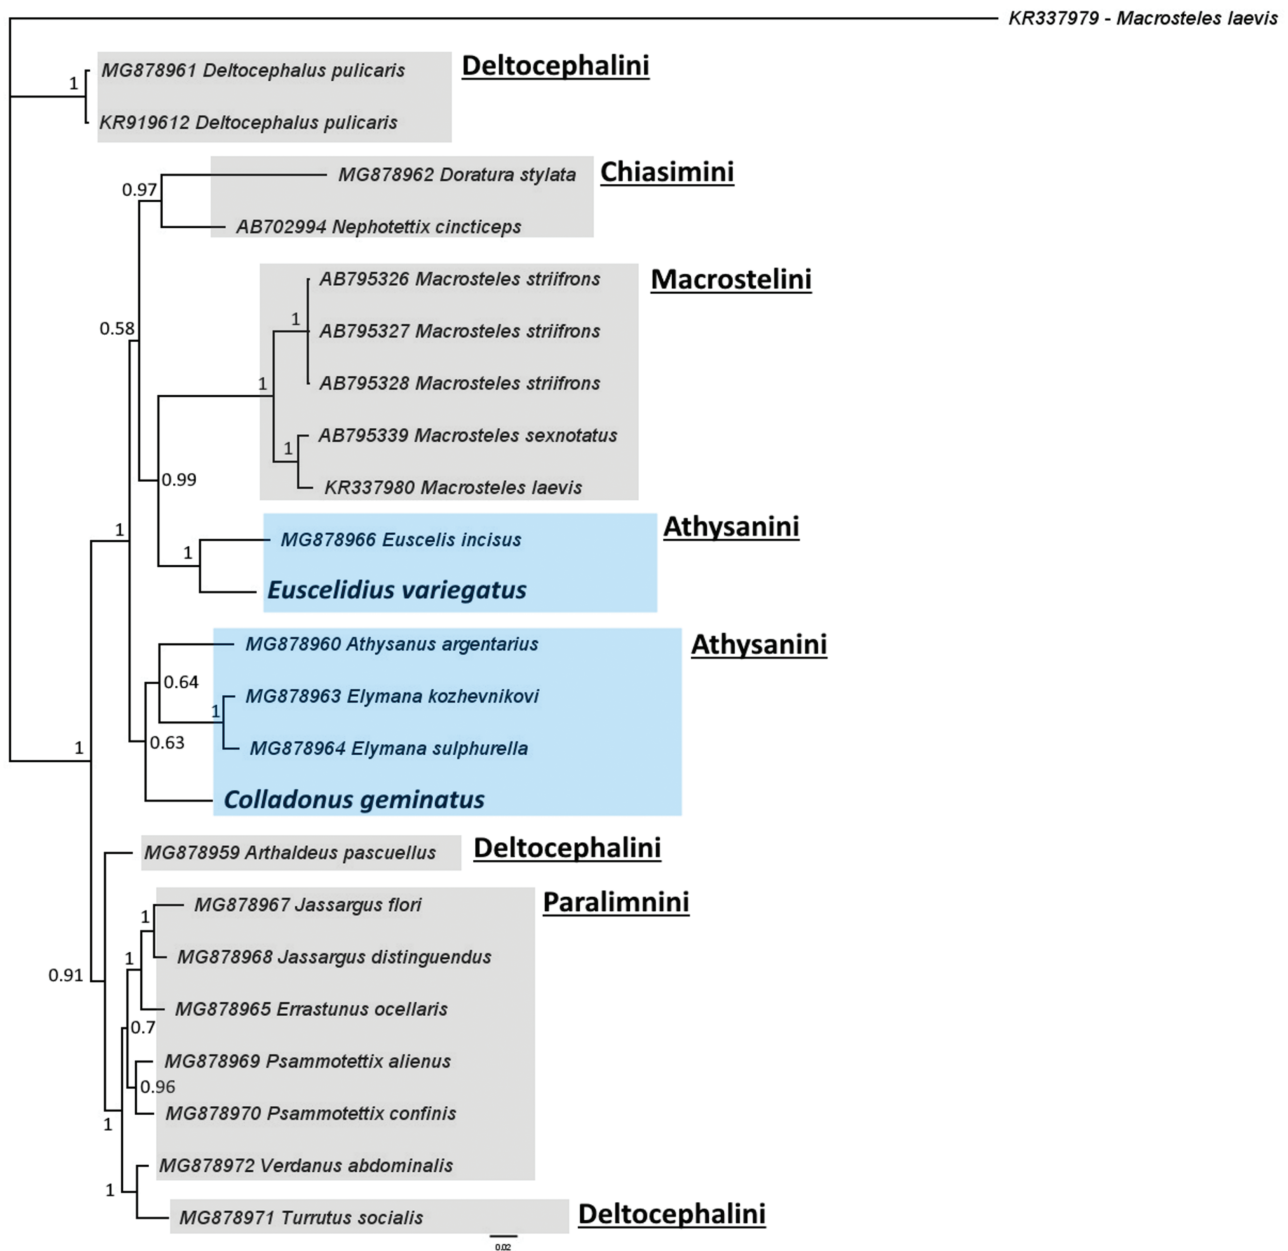 KR337979 - Macrosteles laevis
MG878961 Deltocephalus pulicaris
Deltocephalini
1
KR919612 Deltocephalus pulicaris
MG878962 Doratura stylata
Chiasimini
0.97
AB702994 Nephotettix cincticeps
AB795326 Macrosteles striifrons
Macrostelini
1
0.58
AB795327 Macrosteles striifrons
1
AB795328 Macrosteles striifrons
AB795339 Macrosteles sexnotatus
1
0.99
KR337980 Macrosteles laevis
1
MG878966 Euscelis incisus
Athysanini
1
Euscelidius variegatus
MG878960 Athysanus argentarius
Athysanini
0.64
MG878963 Elymana kozhevnikovi
1
0.63
MG878964 Elymana sulphurella
1
Colladonus geminatus
MG878959 Arthaldeus pascuellus
Deltocephalini
MG878967 Jassargus flori
Paralimnini
1
MG878968 Jassargus distinguendus
1
0.91
MG878965 Errastunus ocellaris
0.7
MG878969 Psammotettix alienus
0.96
MG878970 Psammotettix confinis
1
MG878972 Verdanus abdominalis
1
MG878971 Turrutus socialis
Deltocephalini
0.02